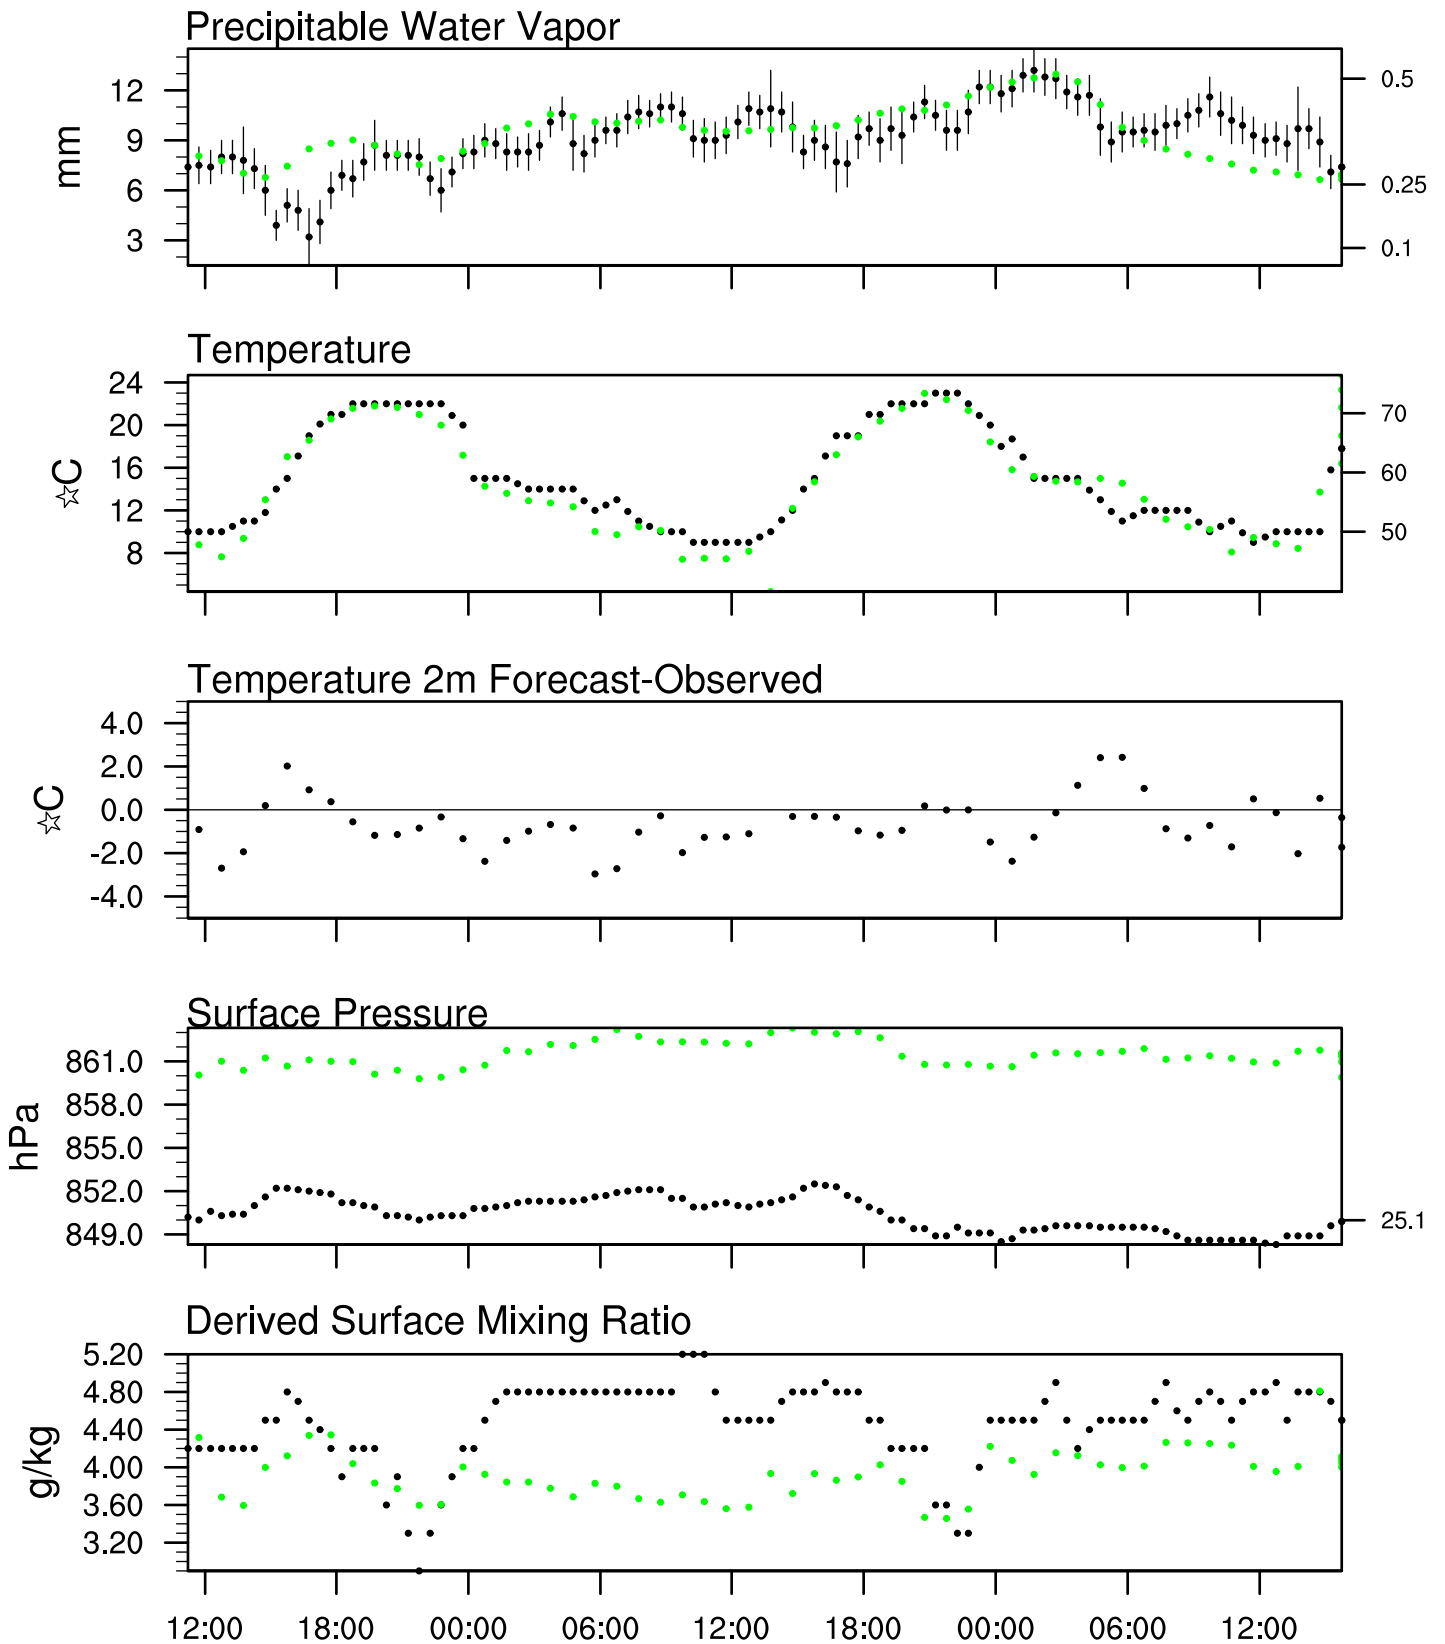 Precipitable Water Vapor
12
9
6
3
mm
0.5
0.25
0.1
Temperature
24
20
16
12
8
☆C
70
60
50
Temperature 2m Forecast-Observed
4.0
2.0
0.0
-2.0
-4.0
☆C
Surface Pressure
861.0
858.0
855.0
852.0
849.0
hPa
25.1
Derived Surface Mixing Ratio
5.20
4.80
4.40
4.00
3.60
3.20
g/kg
12:00 18:00 00:00 06:00 12:00 18:00 00:00 06:00 12:00